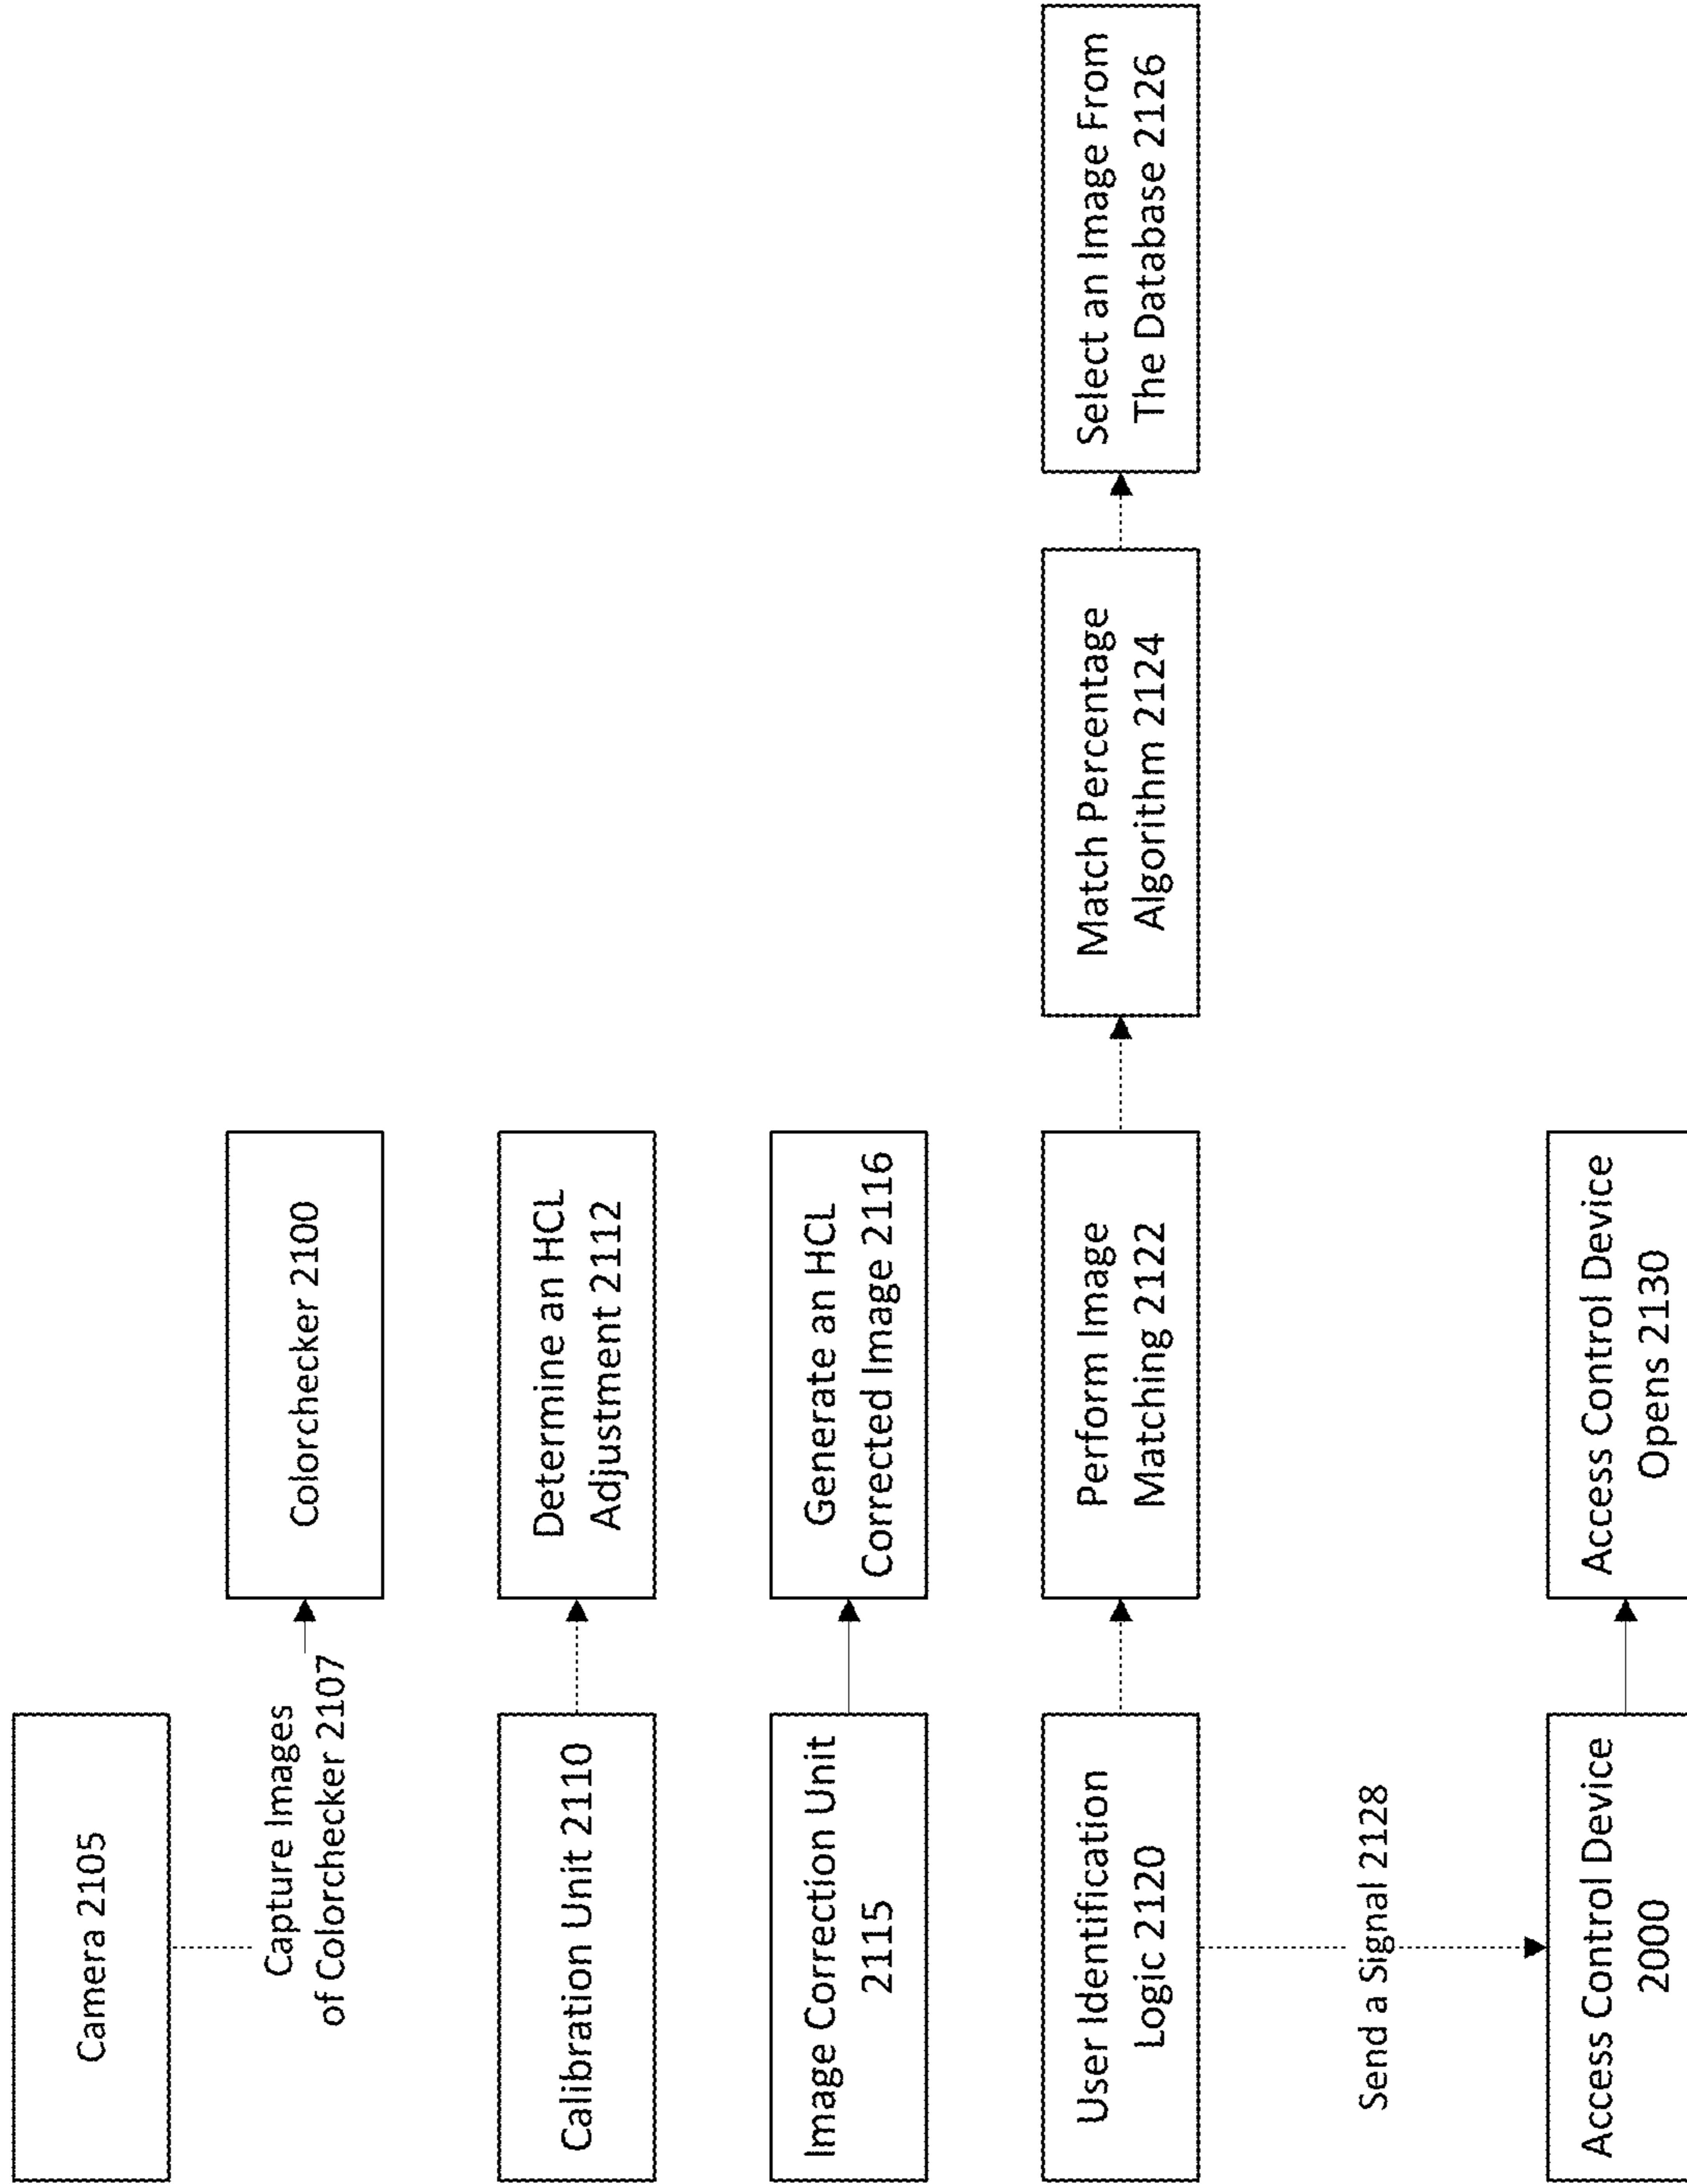 Camera 2105
Capture Images
of Colorchecker 2107
Colorchecker 2100
Calibration Unit 2110
Determine an HCL
Adjustment 2112
Image Correction Unit
2115
Generate an HCL
Corrected Image 2116
User Identification
Logic 2120
Perform Image
Matching 2122
Match Percentage
Algorithm 2124
Select an Image From
The Database 2126
Send a Signal 2128
Access Control Device
2000
Access Control Device
Opens 2130